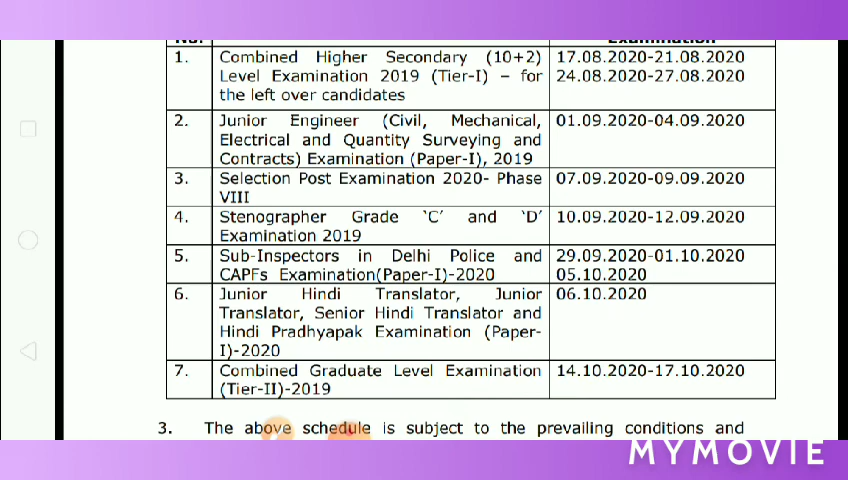 No.
Examination
1. Combined Higher Secondary (10+2) 17.08.2020-21.08.2020
Level Examination 2019 (Tier-I) – for 24.08.2020-27.08.2020
the left over candidates
2. Junior Engineer (Civil, Mechanical, 01.09.2020-04.09.2020
Electrical and Quantity Surveying and
Contracts) Examination (Paper-I), 2019
3. Selection Post Examination 2020- Phase 07.09.2020-09.09.2020
VIII
4. Stenographer Grade ‘C’ and ‘D’ 10.09.2020-12.09.2020
Examination 2019
5. Sub-Inspectors in Delhi Police and 29.09.2020-01.10.2020
CAPFs Examination(Paper-I)-2020 05.10.2020
6. Junior Hindi Translator, Junior 06.10.2020
Translator, Senior Hindi Translator and
Hindi Pradhyapak Examination (Paper-
I)-2020
7. Combined Graduate Level Examination 14.10.2020-17.10.2020
(Tier-II)-2019
3. The above schedule is subject to the prevailing conditions and
MYMOVIE